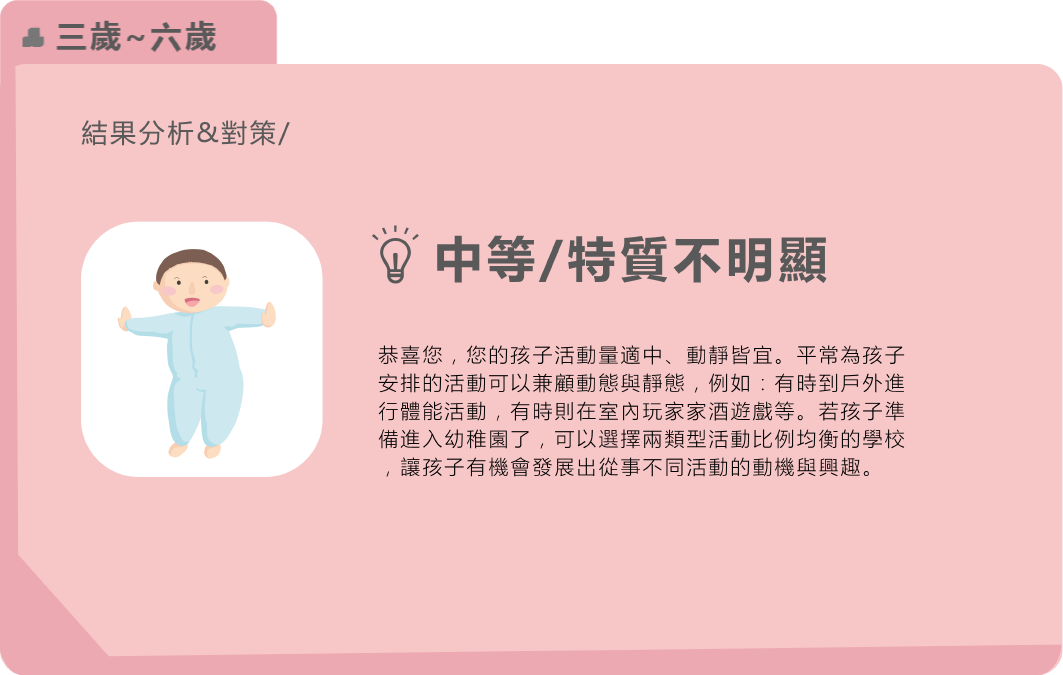 三歲~六歲
結果分析&對策/
中等/特質不明顯
恭喜您，您的孩子活動量適中、動靜皆宜。平常為孩子
安排的活動可以兼顧動態與靜態，例如：有時到戶外進
行體能活動，有時則在室內玩家家酒遊戲等。若孩子準
備進入幼稚園了，可以選擇兩類型活動比例均衡的學校
，讓孩子有機會發展出從事不同活動的動機與興趣。